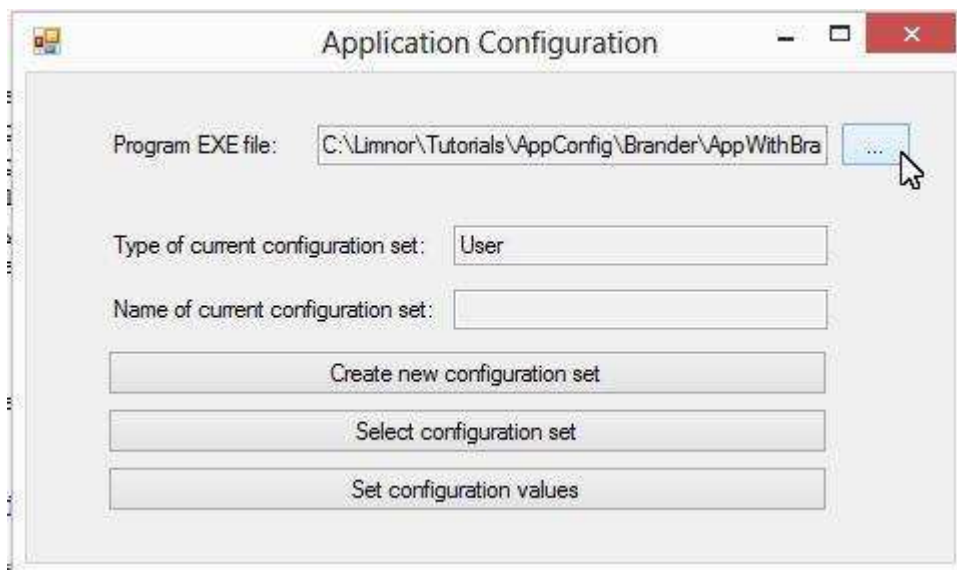 Application Configuration
Program EXE file: C:\Limnor\Tutorials\AppConfig\Brander\AppWithBra ...
Type of current configuration set: User
Name of current configuration set:
Create new configuration set
Select configuration set
Set configuration values